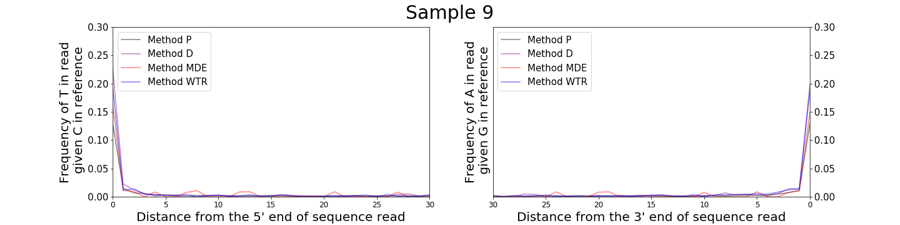 Sample 9
Frequency of T in read
given C in reference
0.30
0.25
0.20
0.15
0.10
0.05
0.00
Method P
Method D
Method MDE
Method WTR
0 5 10 15 20 25 30
Distance from the 5' end of sequence read
Frequency of A in read
given G in reference
Method P
Method D
Method MDE
Method WTR
0.30
0.25
0.20
0.15
0.10
0.05
0.00
30 25 20 15 10 5 0
Distance from the 3' end of sequence read